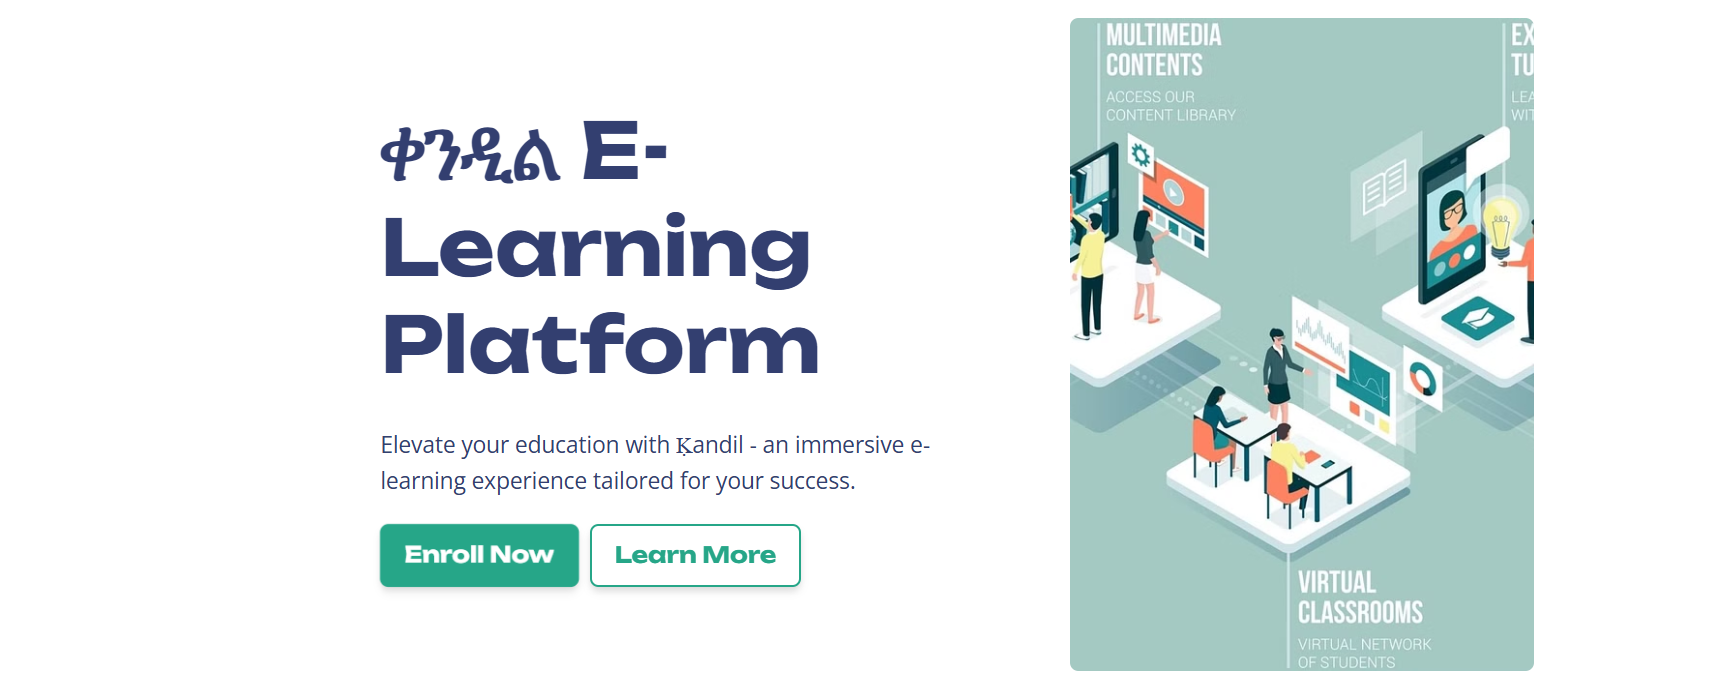 ቀንዲል E-
Learning
Platform
Elevate your education with Ḳandil - an immersive e-
learning experience tailored for your success.
Enroll Now
Learn More
MULTIMEDIA
CONTENTS
ACCESS OUR
CONTENT LIBRARY
EX
TU
LEA
WIT
VIRTUAL
CLASSROOMS
VIRTUAL NETWORK
OF STUDENTS